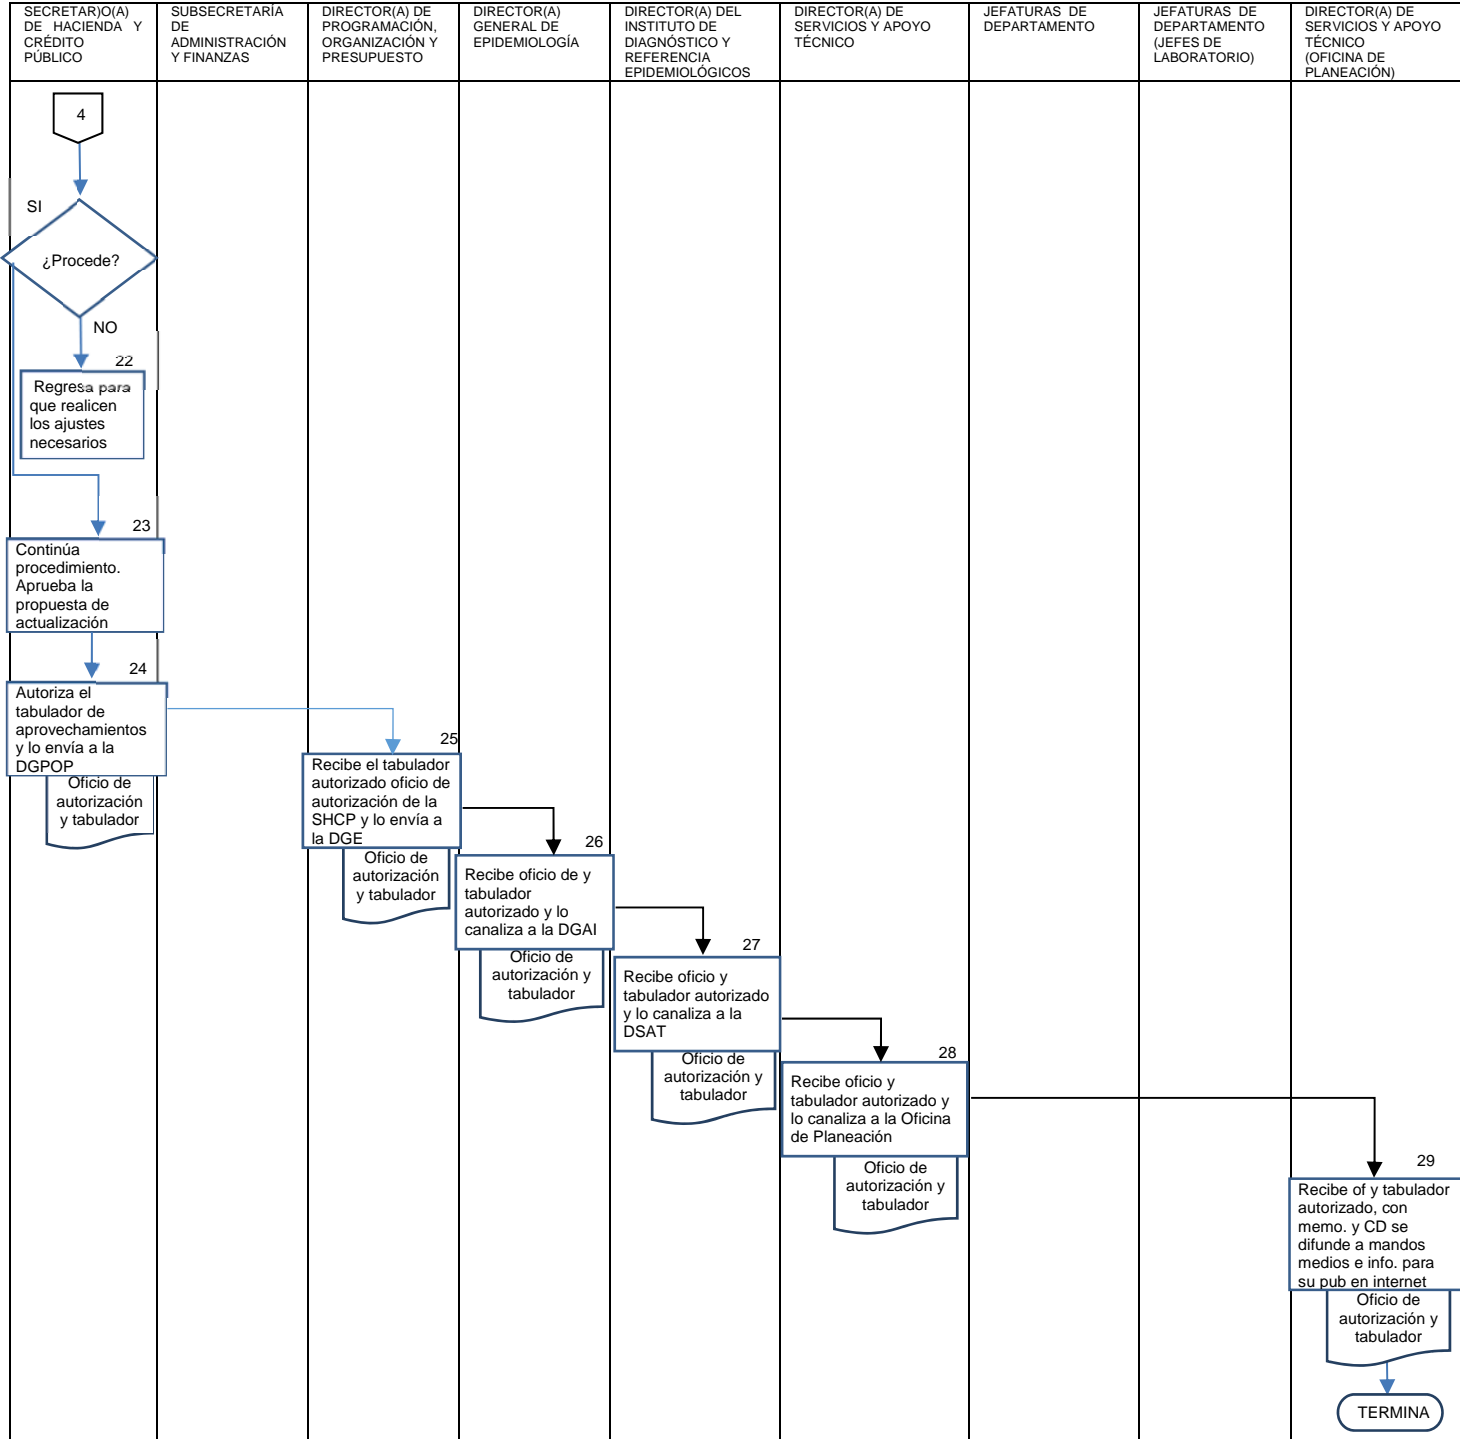 SECRETAR)O(A)
DE HACIENDA Y
CRÉDITO
PÚBLICO
SUBSECRETARÍA
DE
ADMINISTRACIÓN
Y FINANZAS
DIRECTOR(A) DE
PROGRAMACIÓN,
ORGANIZACIÓN Y
PRESUPUESTO
DIRECTOR(A)
GENERAL DE
EPIDEMIOLOGÍA
DIRECTOR(A) DEL
INSTITUTO DE
DIAGNÓSTICO Y
REFERENCIA
EPIDEMIOLÓGICOS
DIRECTOR(A) DE
SERVICIOS Y APOYO
TÉCNICO
JEFATURAS DE
DEPARTAMENTO
JEFATURAS DE
DEPARTAMENTO
(JEFES DE
LABORATORIO)
DIRECTOR(A) DE
SERVICIOS Y APOYO
TÉCNICO
(OFICINA DE
PLANEACIÓN)
4
SI
¿Procede?
NO
22
Regresa para
que realicen
los ajustes
necesarios
23
Continúa
procedimiento.
Aprueba la
propuesta de
actualización
24
Autoriza el
tabulador de
aprovechamientos
y lo envía a la
DGPOP
Oficio de
autorización
y tabulador
25
Recibe el tabulador
autorizado oficio de
autorización de la
SHCP y lo envía a
la DGE
Oficio de
autorización
y tabulador
26
Recibe oficio de y
tabulador
autorizado y lo
canaliza a la DGAI
Oficio de
autorización y
tabulador
27
Recibe oficio y
tabulador autorizado
y lo canaliza a la
DSAT
Oficio de
autorización y
tabulador
28
Recibe oficio y
tabulador autorizado y
lo canaliza a la Oficina
de Planeación
Oficio de
autorización y
tabulador
29
Recibe of y tabulador
autorizado, con
memo. y CD se
difunde a mandos
medios e info. para
su pub en internet
Oficio de
autorización y
tabulador
TERMINA